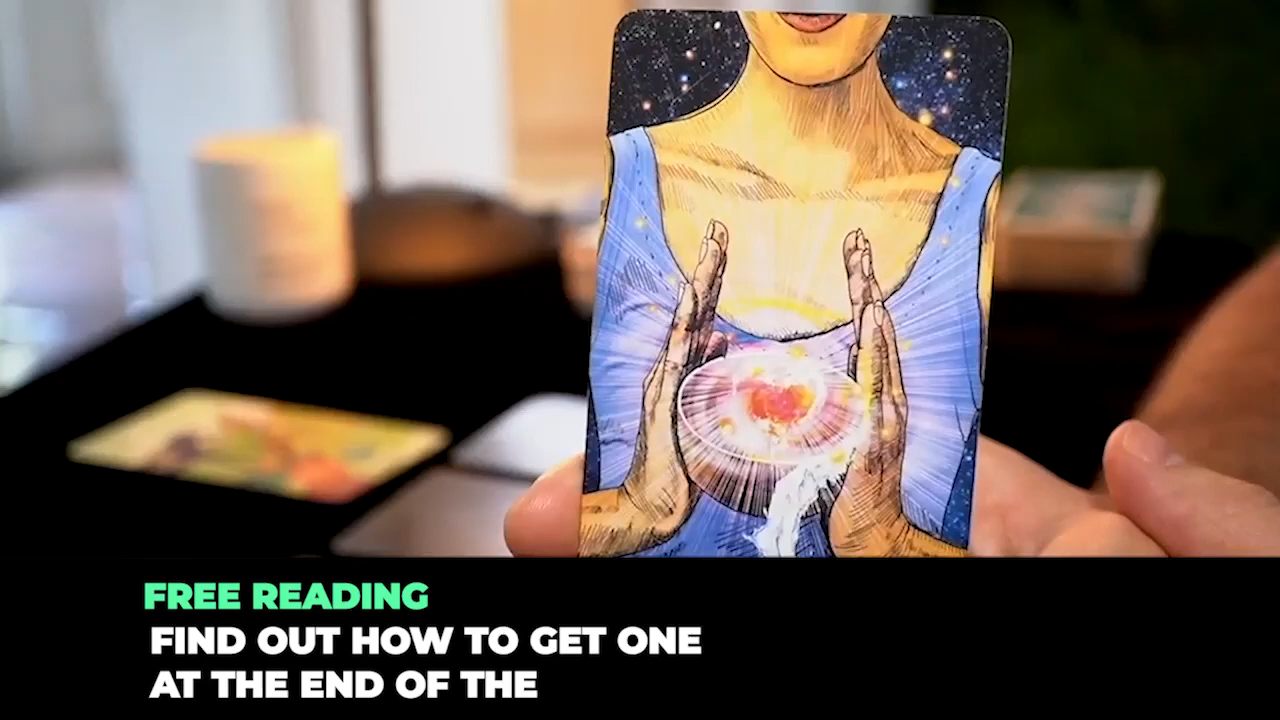 FREE READING
FIND OUT HOW TO GET ONE
AT THE END OF THE